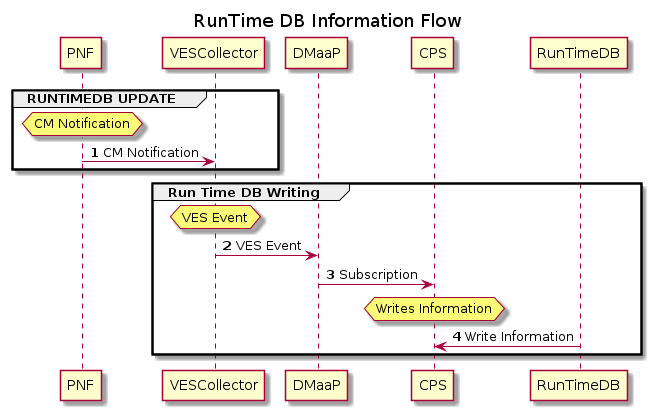 RunTime DB Information Flow
PNF VESCollector DMaaP CPS RunTimeDB
RUNTIMEDB UPDATE
CM Notification
1 CM Notification
Run Time DB Writing
VES Event
2 VES Event
3 Subscription
Writes Information
4 Write Information
PNF VESCollector DMaaP CPS RunTimeDB